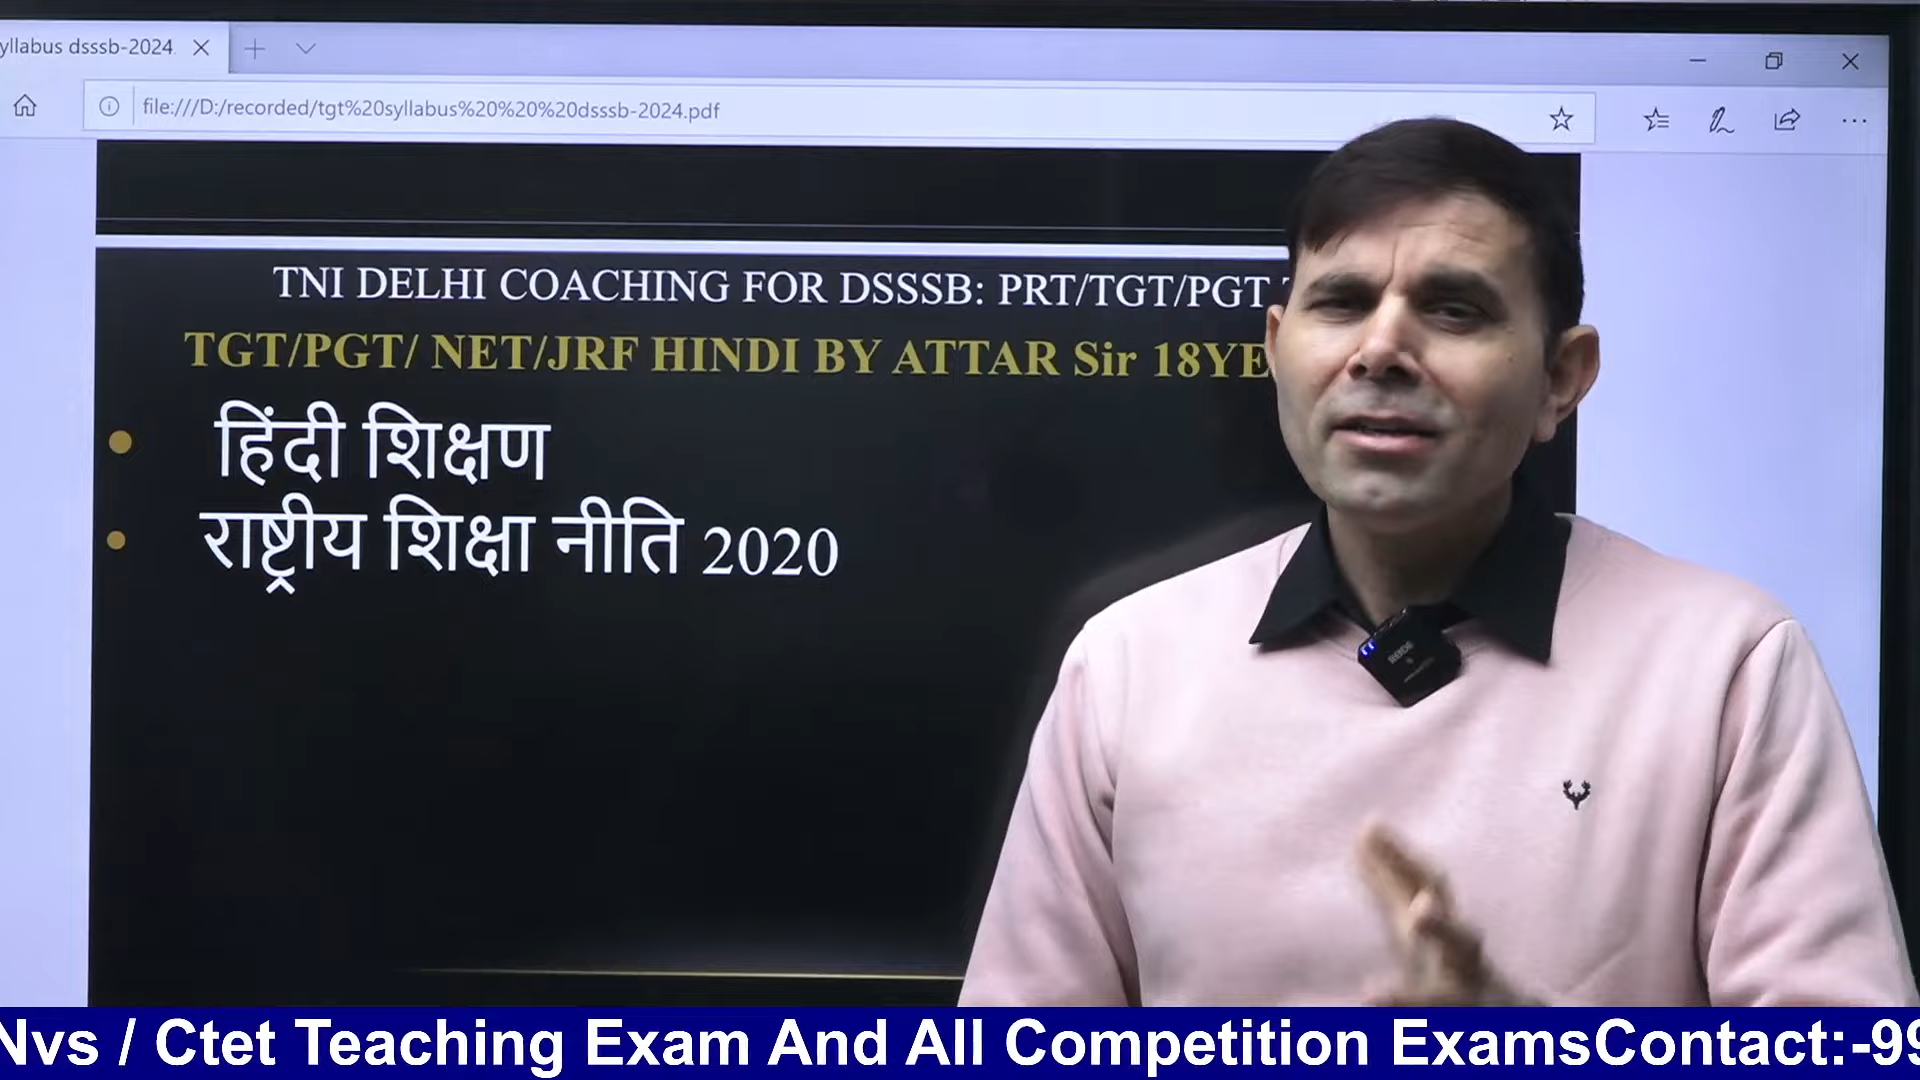 yllabus dsssb-2024
file:///D:/recorded/tgt%20syllabus%20%20%20dsssb-2024.pdf
TNI DELHI COACHING FOR DSSSB: PRT/TGT/PGT
TGT/PGT/ NET/JRF HINDI BY ATTAR Sir 18YE
हिंदी शिक्षण
राष्ट्रीय शिक्षा नीति 2020
RØDE
Nvs / Ctet Teaching Exam And All Competition ExamsContact:-99